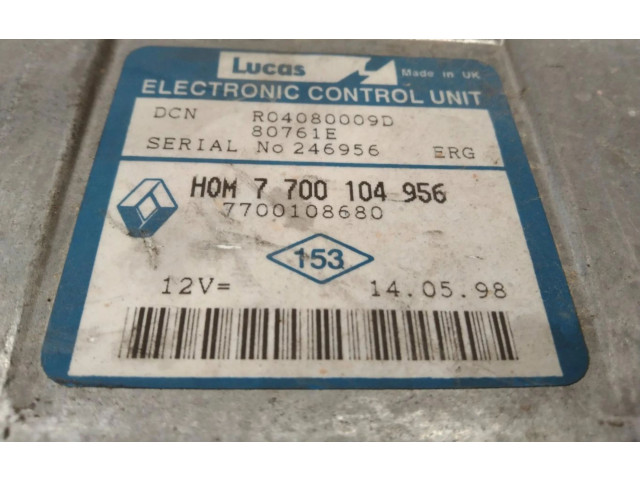 Lucas
Made in UK
ELECTRONIC CONTROL UNIT
DCN R04080009D
80761E
SERIAL No 246956 ERG
HOM 7 700 104 956
7700108680
153
12V= 14.05.98